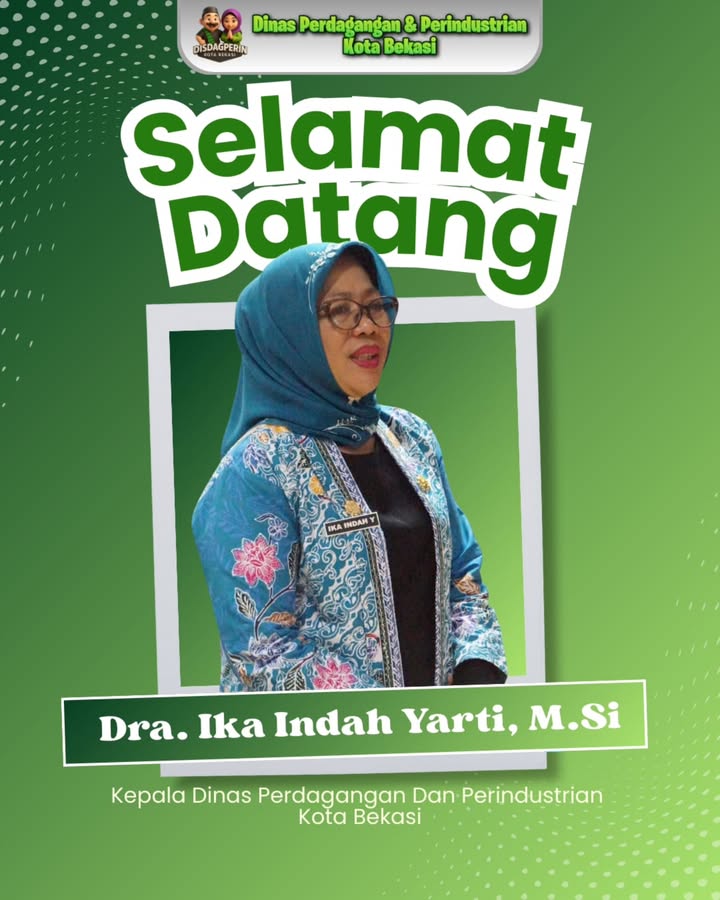 DISDAGPERIN
KOTA BEKASI
Dinas Perdagangan & Perindustrian
Kota Bekasi
Selamat
Datang
IKA INDAH Y
Dra. Ika Indah Yarti, M.Si
Kepala Dinas Perdagangan Dan Perindustrian
Kota Bekasi